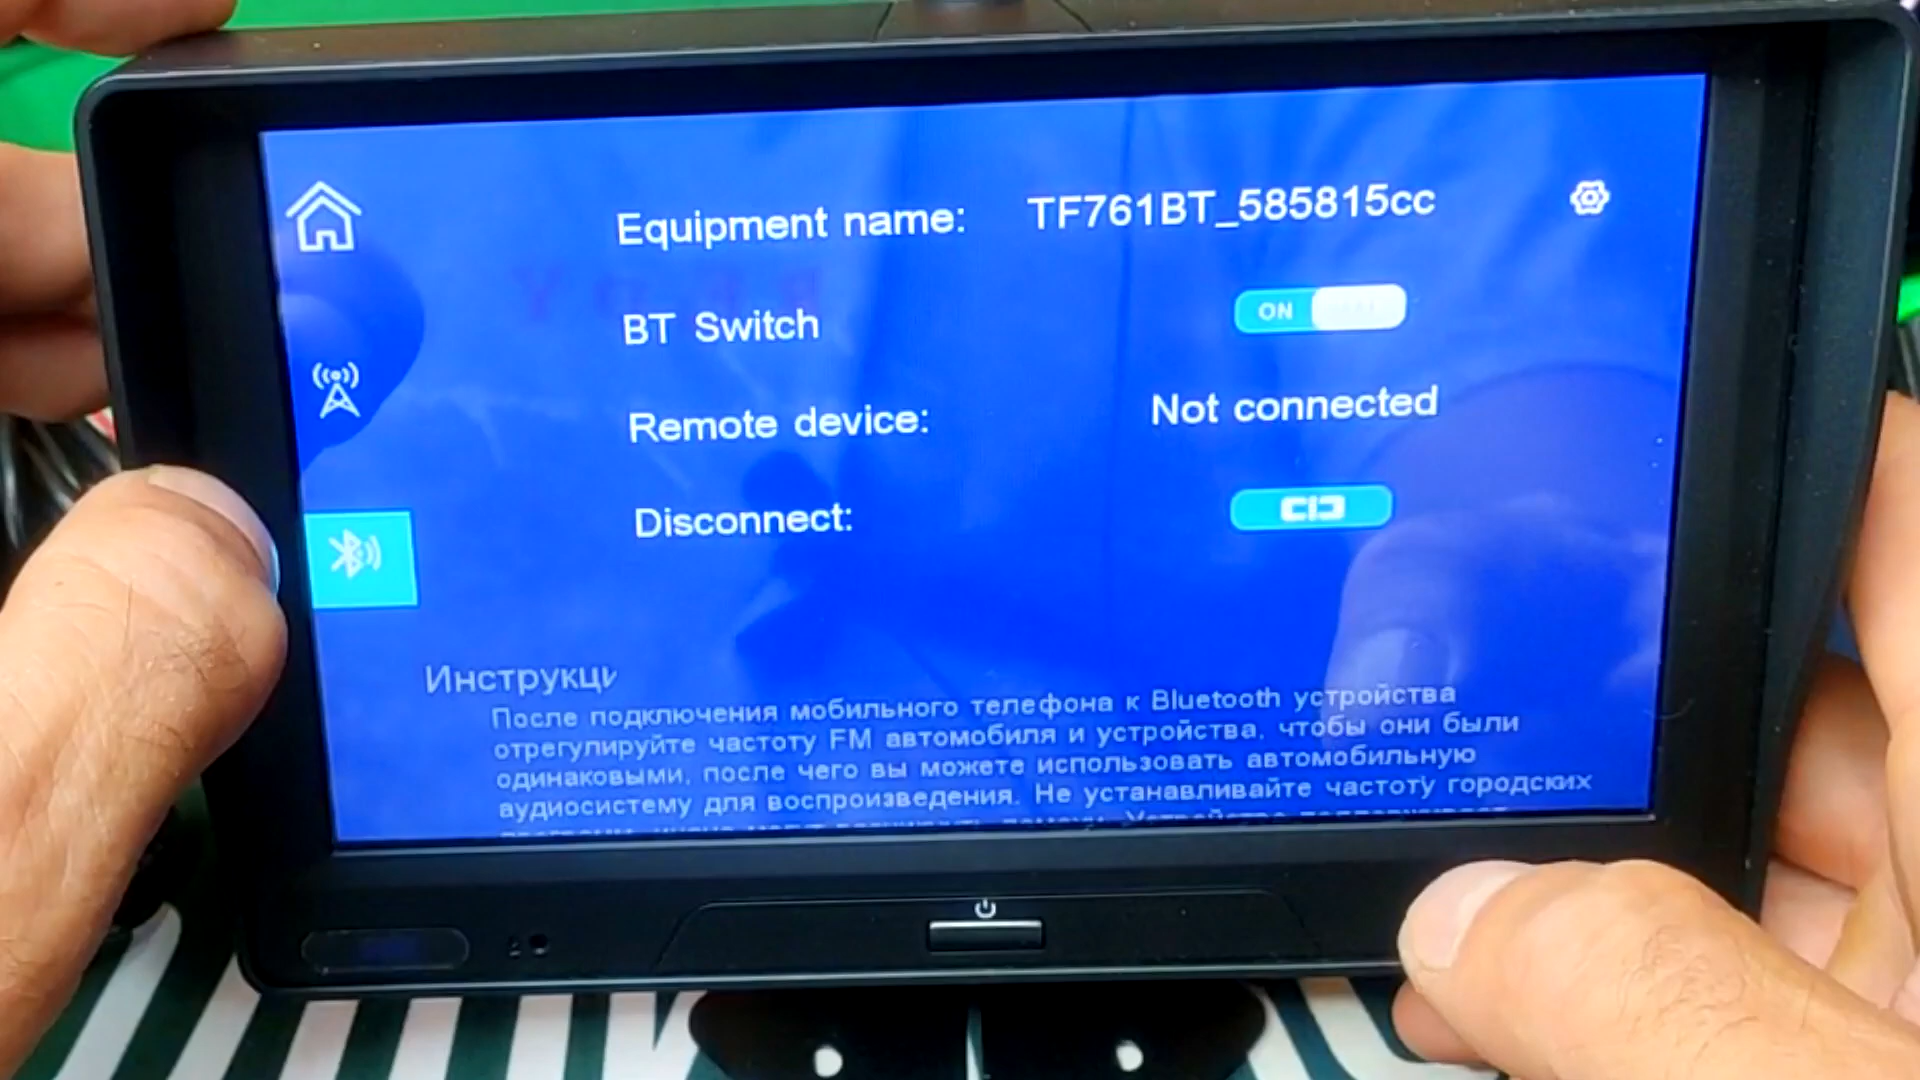 Equipment name: TF761BT_585815cc
BT Switch ON
Remote device: Not connected
Disconnect:
Инструкци
После подключения мобильного телефона к Bluetooth устройства
отрегулируйте частоту FM автомобиля и устройства, чтобы они были
одинаковыми, после чего вы можете использовать автомобильную
аудиосистему для воспроизведения. Не устанавливайте частоту городских